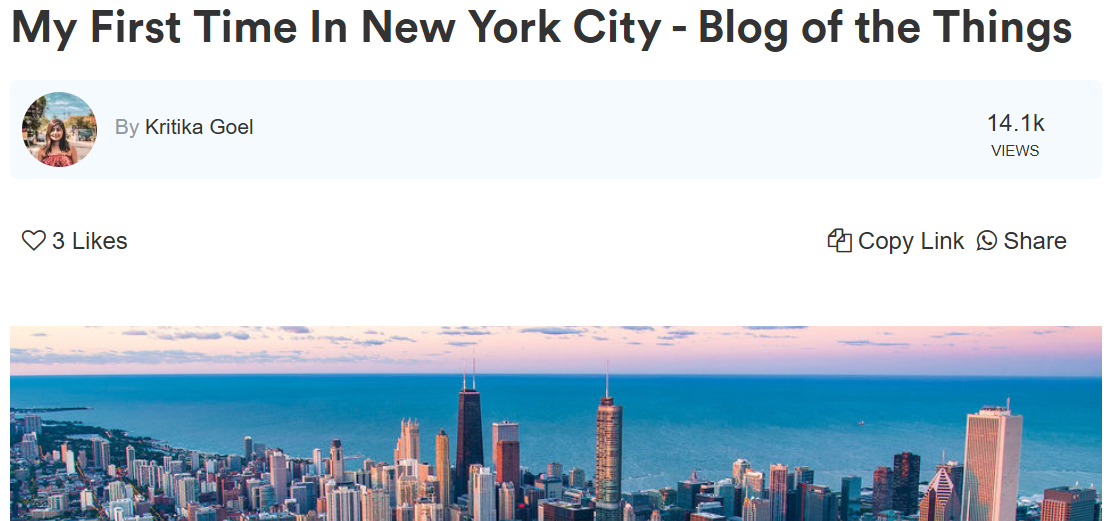 My First Time In New York City - Blog of the Things
By Kritika Goel
14.1k
VIEWS
3 Likes
Copy Link
Share